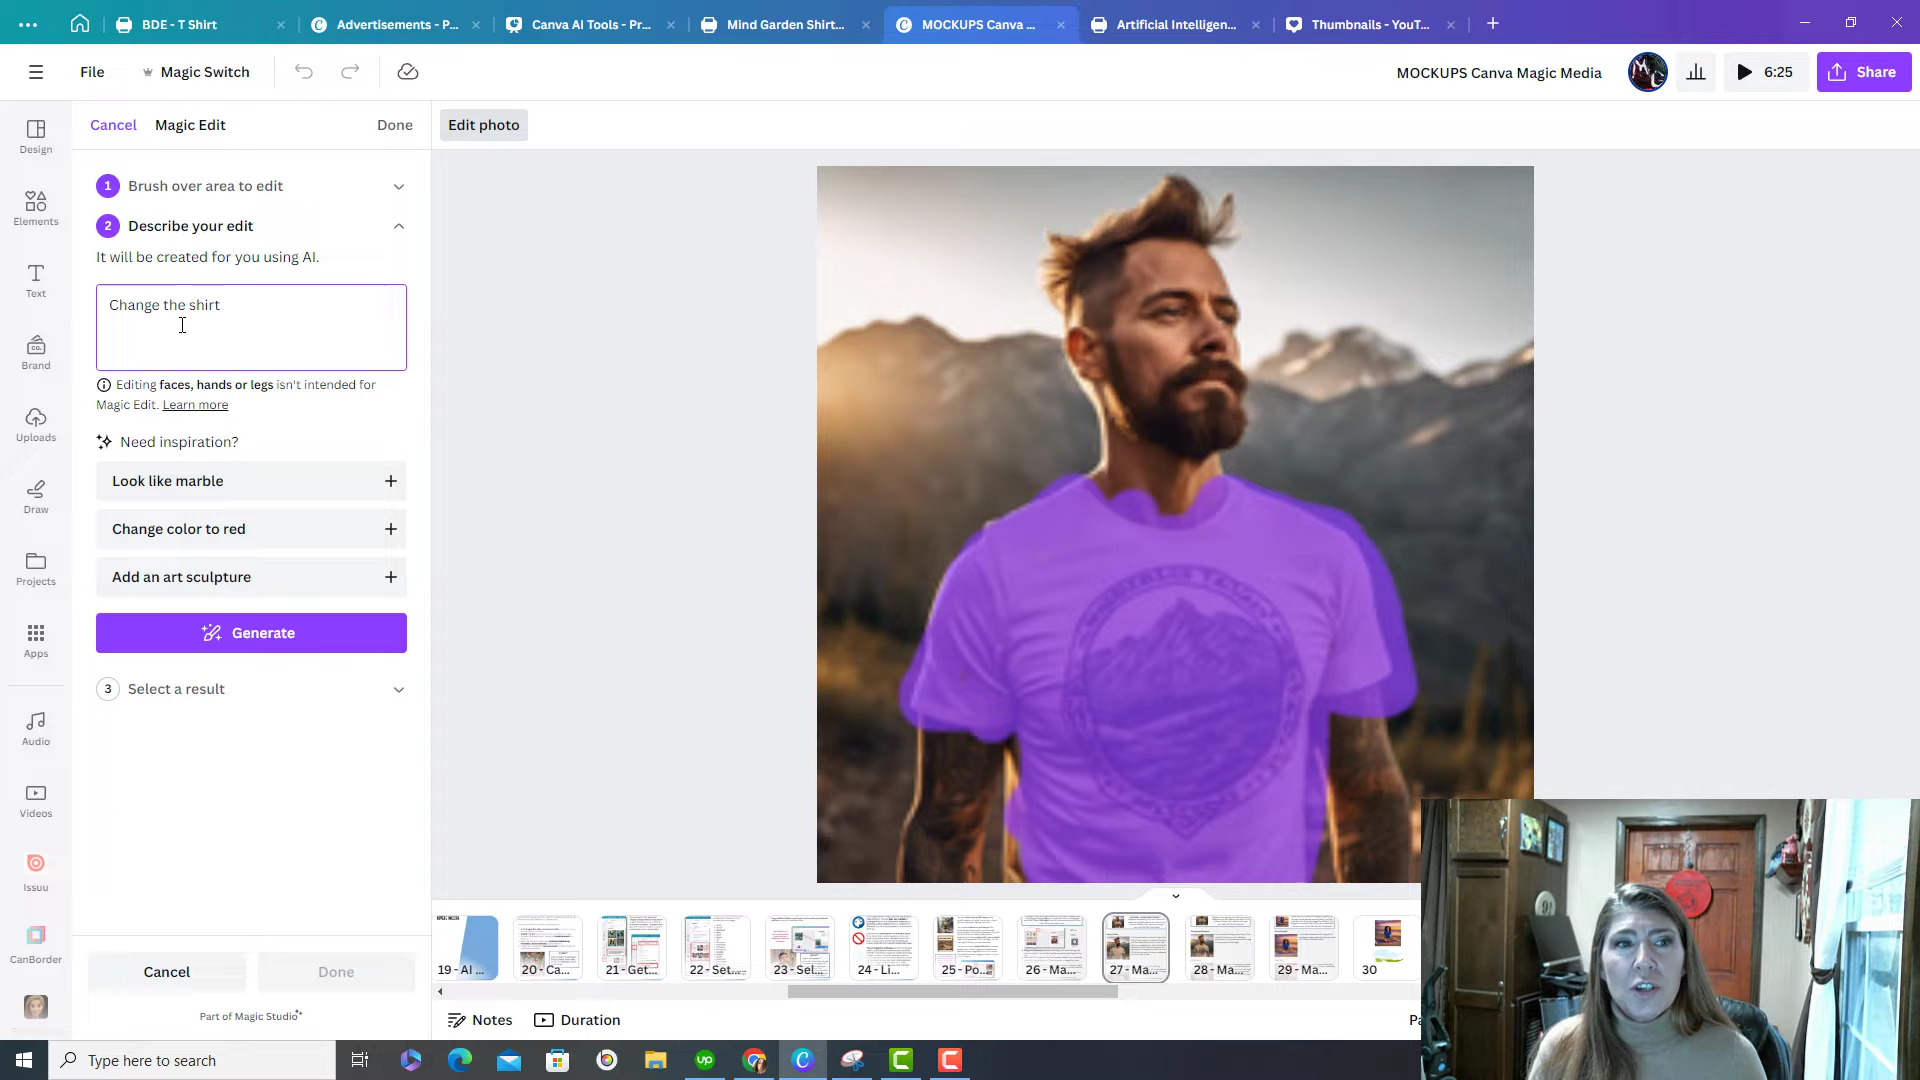 BDE - T Shirt
Advertisements - P...
Canva AI Tools - Pr...
Mind Garden Shirt...
MOCKUPS Canva ...
Artificial Intelligen...
Thumbnails - YouT...
File
Magic Switch
MOCKUPS Canva Magic Media
6:25
Share
Design
Elements
Text
Brand
Uploads
Draw
Projects
Apps
Audio
Videos
Issuu
CanBorder
Cancel
Magic Edit
Done
Edit photo
1
Brush over area to edit
2
Describe your edit
It will be created for you using AI.
Change the shirt
Editing faces, hands or legs isn't intended for
Magic Edit. Learn more
Need inspiration?
Look like marble
Change color to red
Add an art sculpture
Generate
3
Select a result
Cancel
Done
Part of Magic Studio
19 - AI ...
20 - Ca...
21 - Get...
22 - Set...
23 - Sel...
24 - Li...
25 - Po...
26 - Ma...
27 - Ma...
28 - Ma...
29 - Ma...
30
Notes
Duration
Type here to search